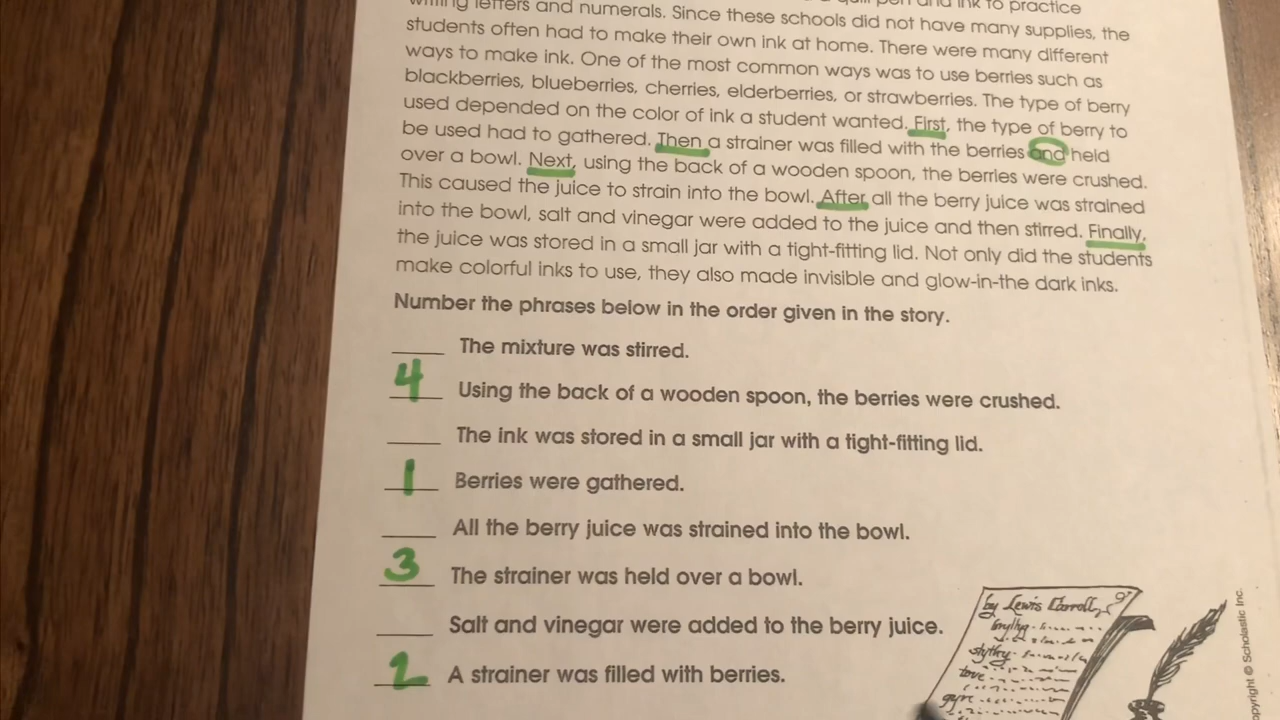 writing letters and numerals. Since these schools did not have many supplies, the
students often had to make their own ink at home. There were many different
ways to make ink. One of the most common ways was to use berries such as
blackberries, blueberries, cherries, elderberries, or strawberries. The type of berry
used depended on the color of ink a student wanted. First, the type of berry to
be used had to gathered. Then a strainer was filled with the berries and held
over a bowl. Next, using the back of a wooden spoon, the berries were crushed.
This caused the juice to strain into the bowl. After all the berry juice was strained
into the bowl, salt and vinegar were added to the juice and then stirred. Finally,
the juice was stored in a small jar with a tight-fitting lid. Not only did the students
make colorful inks to use, they also made invisible and glow-in-the dark inks.
Number the phrases below in the order given in the story.
The mixture was stirred.
4 Using the back of a wooden spoon, the berries were crushed.
The ink was stored in a small jar with a tight-fitting lid.
1 Berries were gathered.
All the berry juice was strained into the bowl.
3 The strainer was held over a bowl.
Salt and vinegar were added to the berry juice.
2 A strainer was filled with berries.
by Lewis Carroll
tove
gyre
opyright © Scholastic Inc.